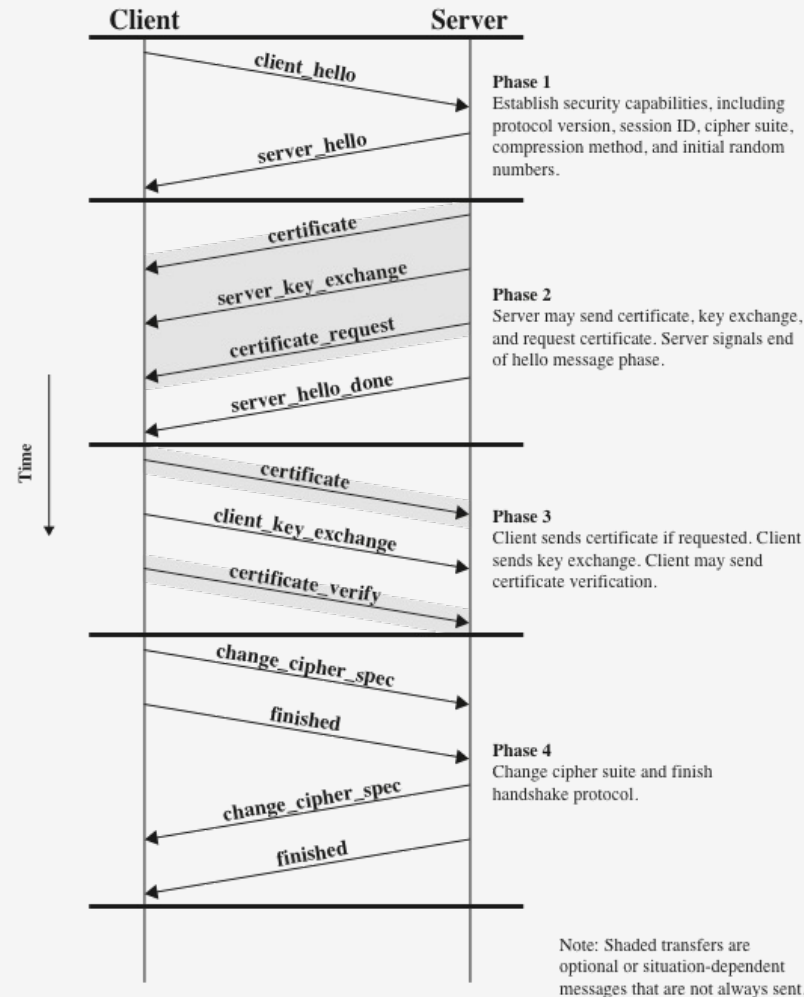 Client
Server
client_hello
server_hello
Phase 1
Establish security capabilities, including
protocol version, session ID, cipher suite,
compression method, and initial random
numbers.
certificate
server_key_exchange
certificate_request
server_hello_done
Phase 2
Server may send certificate, key exchange,
and request certificate. Server signals end
of hello message phase.
Time
certificate
client_key_exchange
certificate_verify
Phase 3
Client sends certificate if requested. Client
sends key exchange. Client may send
certificate verification.
change_cipher_spec
finished
change_cipher_spec
finished
Phase 4
Change cipher suite and finish
handshake protocol.
Note: Shaded transfers are
optional or situation-dependent
messages that are not always sent